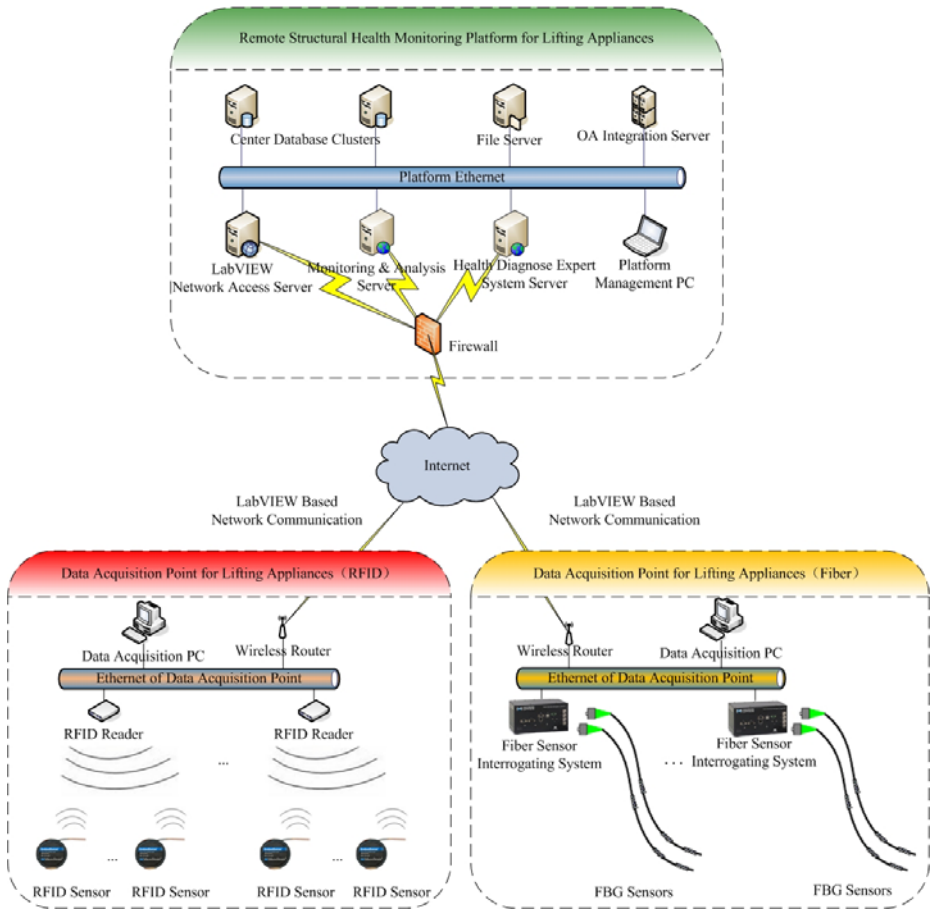 Remote Structural Health Monitoring Platform for Lifting Appliances
Center Database Clusters
File Server
OA Integration Server
Platform Ethernet
LabVIEW
Network Access Server
Monitoring & Analysis
Server
Health Diagnose Expert
System Server
Platform
Management PC
Firewall
Internet
LabVIEW Based
Network Communication
LabVIEW Based
Network Communication
Data Acquisition Point for Lifting Appliances（RFID）
Data Acquisition PC
Wireless Router
Ethernet of Data Acquisition Point
RFID Reader
RFID Reader
...
...
...
RFID Sensor
RFID Sensor
RFID Sensor
RFID Sensor
Data Acquisition Point for Lifting Appliances（Fiber）
Wireless Router
Data Acquisition PC
Ethernet of Data Acquisition Point
Fiber Sensor
Interrogating System
...
Fiber Sensor
Interrogating System
FBG Sensors
FBG Sensors